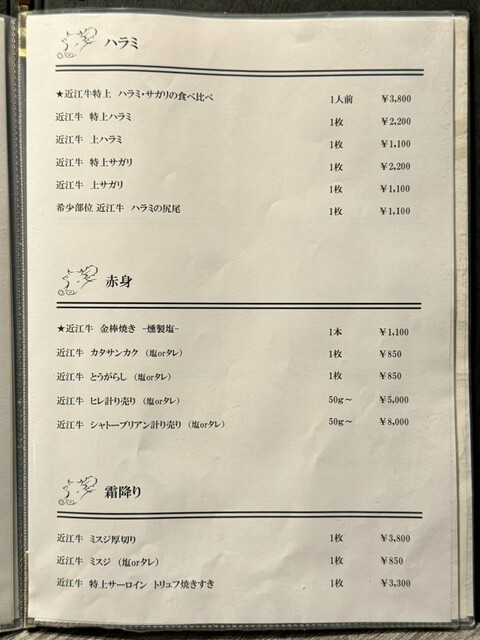 ハラミ
★近江牛特上 ハラミ・サガリの食べ比べ 1人前 ¥3,800
近江牛 特上ハラミ 1枚 ¥2,200
近江牛 上ハラミ 1枚 ¥1,100
近江牛 特上サガリ 1枚 ¥2,200
近江牛 上サガリ 1枚 ¥1,100
希少部位 近江牛 ハラミの尻尾 1枚 ¥1,100
赤身
★近江牛 金棒焼き -燻製塩- 1本 ¥1,100
近江牛 カタサンカク (塩orタレ) 1枚 ¥850
近江牛 とうがらし (塩orタレ) 1枚 ¥850
近江牛 ヒレ計り売り (塩orタレ) 50g~ ¥5,000
近江牛 シャトーブリアン計り売り (塩orタレ) 50g~ ¥8,000
霜降り
近江牛 ミスジ厚切り 1枚 ¥3,800
近江牛 ミスジ (塩orタレ) 1枚 ¥850
近江牛 特上サーロイン トリュフ焼きすき 1枚 ¥3,300